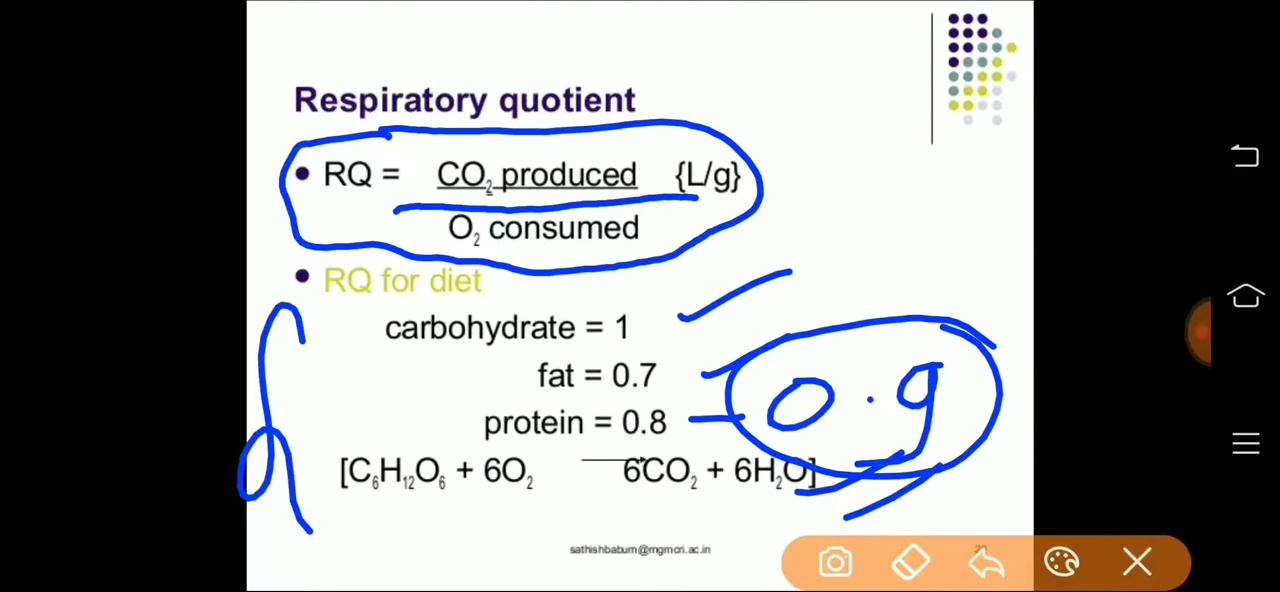 Respiratory quotient
RQ = CO₂ produced {L/g}
O₂ consumed
RQ for diet
carbohydrate = 1
fat = 0.7
protein = 0.8
0.9
[C₆H₁₂O₆ + 6O₂ → 6CO₂ + 6H₂O]
sathishbabum@mgmcri.ac.in